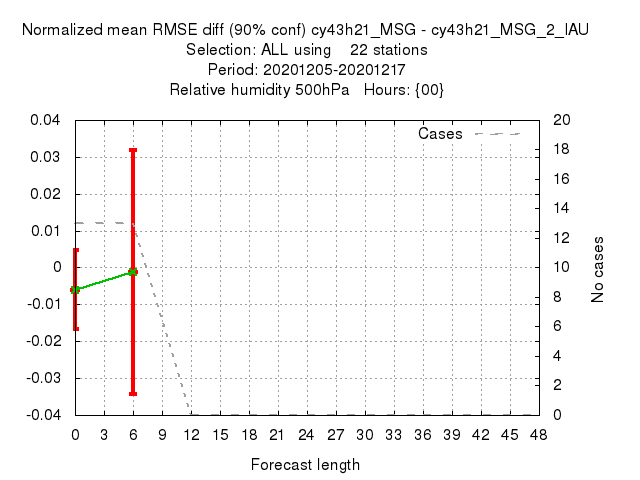 Normalized mean RMSE diff (90% conf) cy43h21_MSG - cy43h21_MSG_2_IAU
Selection: ALL using 22 stations
Period: 20201205-20201217
Relative humidity 500hPa Hours: {00}
Cases
0.04
0.03
0.02
0.01
0
-0.01
-0.02
-0.03
-0.04
20
18
16
14
12
10
8
6
4
2
0
No cases
0 3 6 9 12 15 18 21 24 27 30 33 36 39 42 45 48
Forecast length